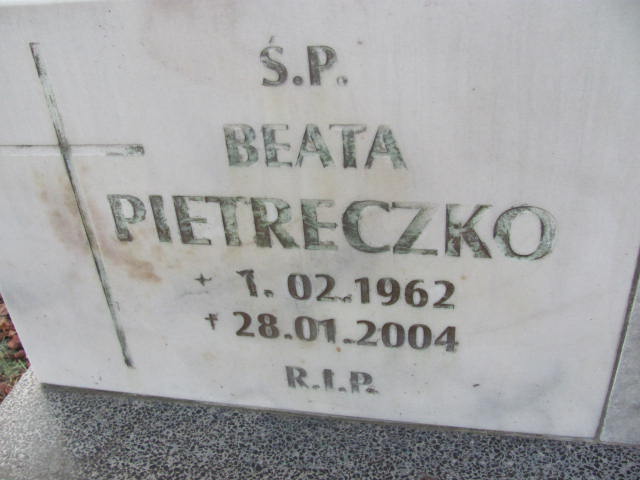 Ś.P.
BEATA
PIETRECZKO
+ 1. 02.1962
+ 28.01.2004
R.I.P.